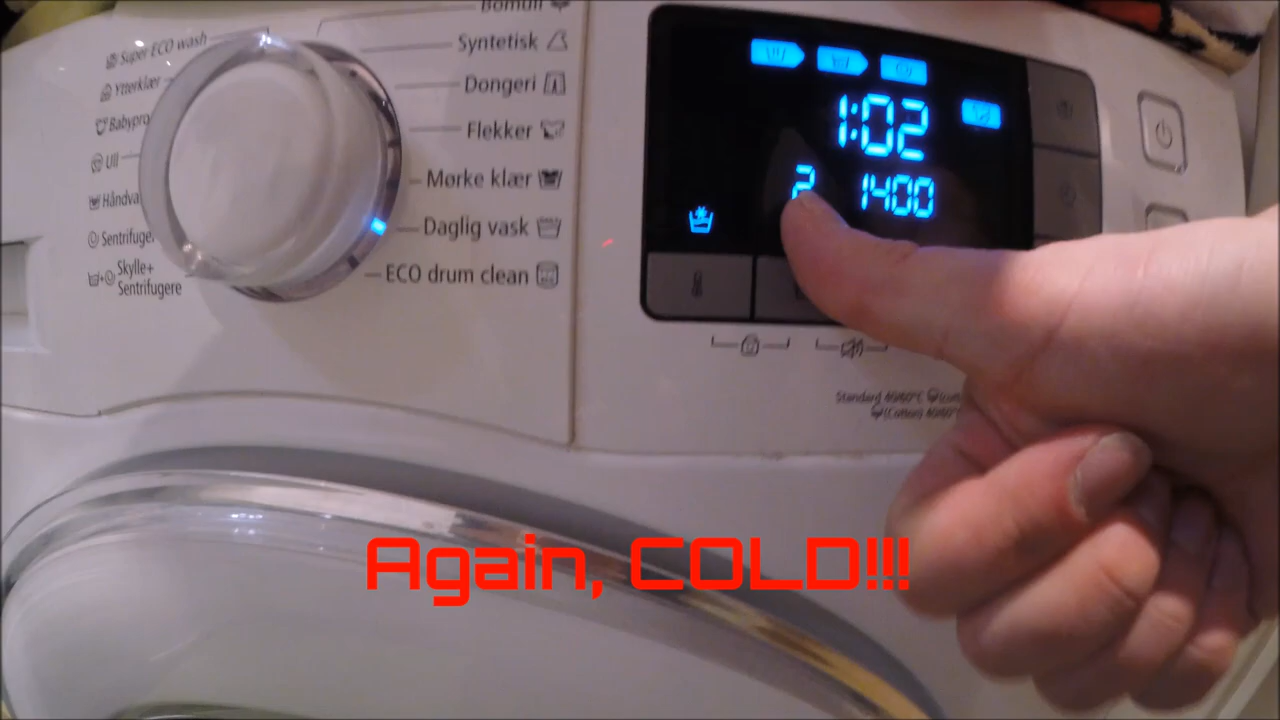 Super ECO wash
Ytterklær
Babypro
Ull
Håndva
Sentrifuge
Skylle+
Sentrifugere
Bomull
Syntetisk
Dongeri
Flekker
Mørke klær
Daglig vask
ECO drum clean
1:02
2
1400
Standard 40/60°C
(Cotton) 40/60°
Again, COLD!!!